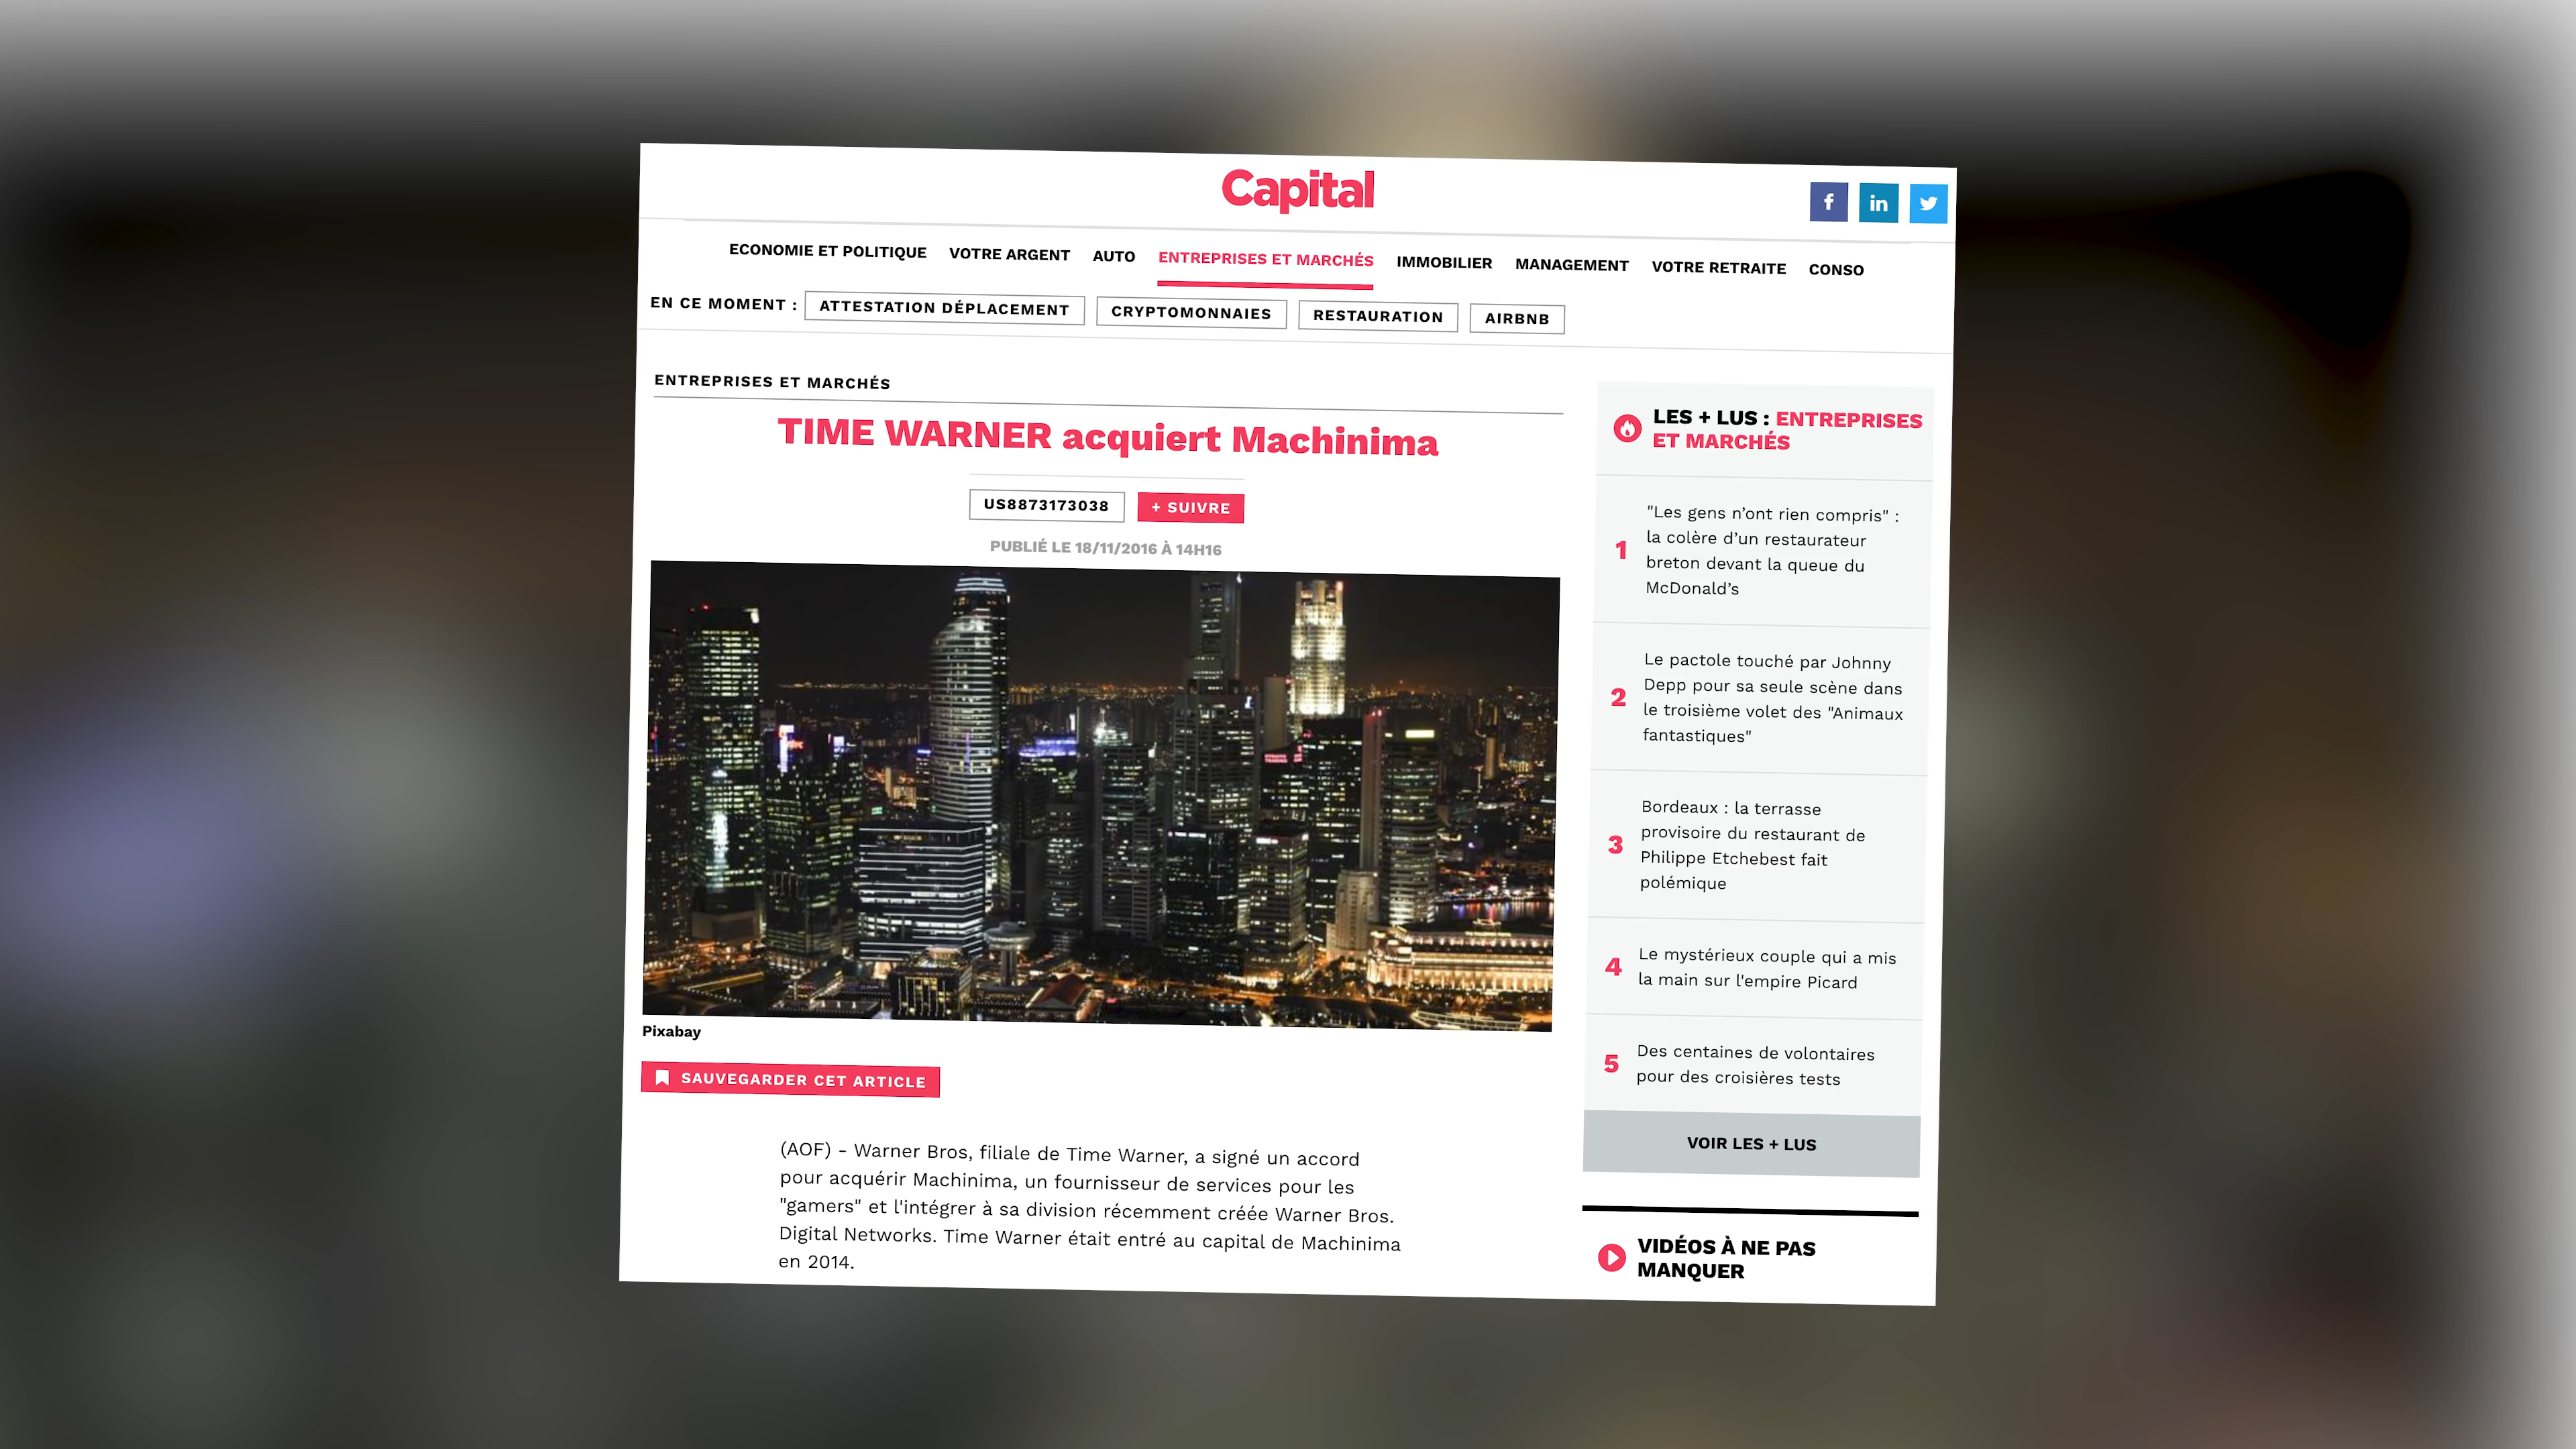 Capital
ECONOMIE ET POLITIQUE VOTRE ARGENT AUTO ENTREPRISES ET MARCHÉS IMMOBILIER MANAGEMENT VOTRE RETRAITE CONSO
EN CE MOMENT : ATTESTATION DÉPLACEMENT CRYPTOMONNAIES RESTAURATION AIRBNB
ENTREPRISES ET MARCHÉS
TIME WARNER acquiert Machinima
US8873173038 + SUIVRE
PUBLIÉ LE 18/11/2016 À 14H16
Pixabay
SAUVEGARDER CET ARTICLE
(AOF) - Warner Bros, filiale de Time Warner, a signé un accord
pour acquérir Machinima, un fournisseur de services pour les
"gamers" et l'intégrer à sa division récemment créée Warner Bros.
Digital Networks. Time Warner était entré au capital de Machinima
en 2014.
LES + LUS : ENTREPRISES
ET MARCHÉS
1
"Les gens n’ont rien compris" :
la colère d’un restaurateur
breton devant la queue du
McDonald’s
2
Le pactole touché par Johnny
Depp pour sa seule scène dans
le troisième volet des "Animaux
fantastiques"
3
Bordeaux : la terrasse
provisoire du restaurant de
Philippe Etchebest fait
polémique
4
Le mystérieux couple qui a mis
la main sur l'empire Picard
5
Des centaines de volontaires
pour des croisières tests
VOIR LES + LUS
VIDÉOS À NE PAS
MANQUER